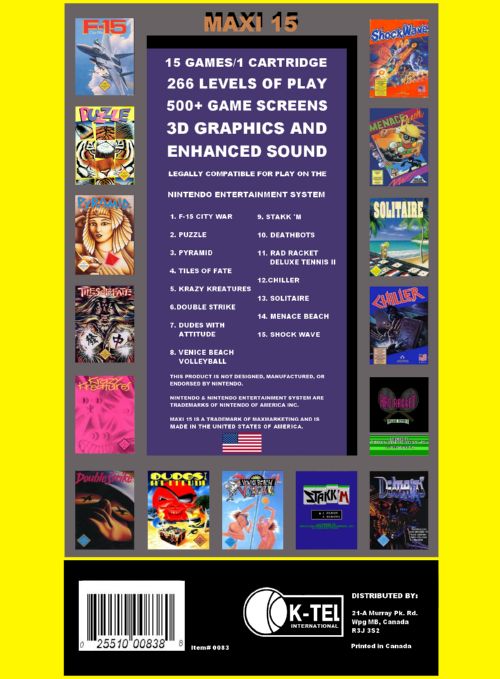 MAXI 15
F-15
PUZZLE
PYRAMID
TILES OF FATE
Krazy Kreatures
15 GAMES/1 CARTRIDGE
266 LEVELS OF PLAY
500+ GAME SCREENS
3D GRAPHICS AND
ENHANCED SOUND
LEGALLY COMPATIBLE FOR PLAY ON THE
NINTENDO ENTERTAINMENT SYSTEM
1. F-15 CITY WAR
2. PUZZLE
3. PYRAMID
4. TILES OF FATE
5. KRAZY KREATURES
6.DOUBLE STRIKE
7. DUDES WITH
ATTITUDE
8. VENICE BEACH
VOLLEYBALL
9. STAKK 'M
10. DEATHBOTS
11. RAD RACKET
DELUXE TENNIS II
12.CHILLER
13. SOLITAIRE
14. MENACE BEACH
15. SHOCK WAVE
THIS PRODUCT IS NOT DESIGNED, MANUFACTURED, OR
ENDORSED BY NINTENDO.
NINTENDO & NINTENDO ENTERTAINMENT SYSTEM ARE
TRADEMARKS OF NINTENDO OF AMERICA INC.
MAXI 15 IS A TRADEMARK OF MAXMARKETING AND IS
MADE IN THE UNITED STATES OF AMERICA.
ShockWave
MENACE
Beach
SOLITAIRE
CHILLER
RAD RACKET
Double Strike
DUDES
ATTITUDE
STAKK'M
Deathbots
0 25510 00838 8
Item# 0083
K-TEL
INTERNATIONAL
DISTRIBUTED BY:
21-A Murray Pk. Rd.
Wpg MB, Canada
R3J 3S2
Printed in Canada